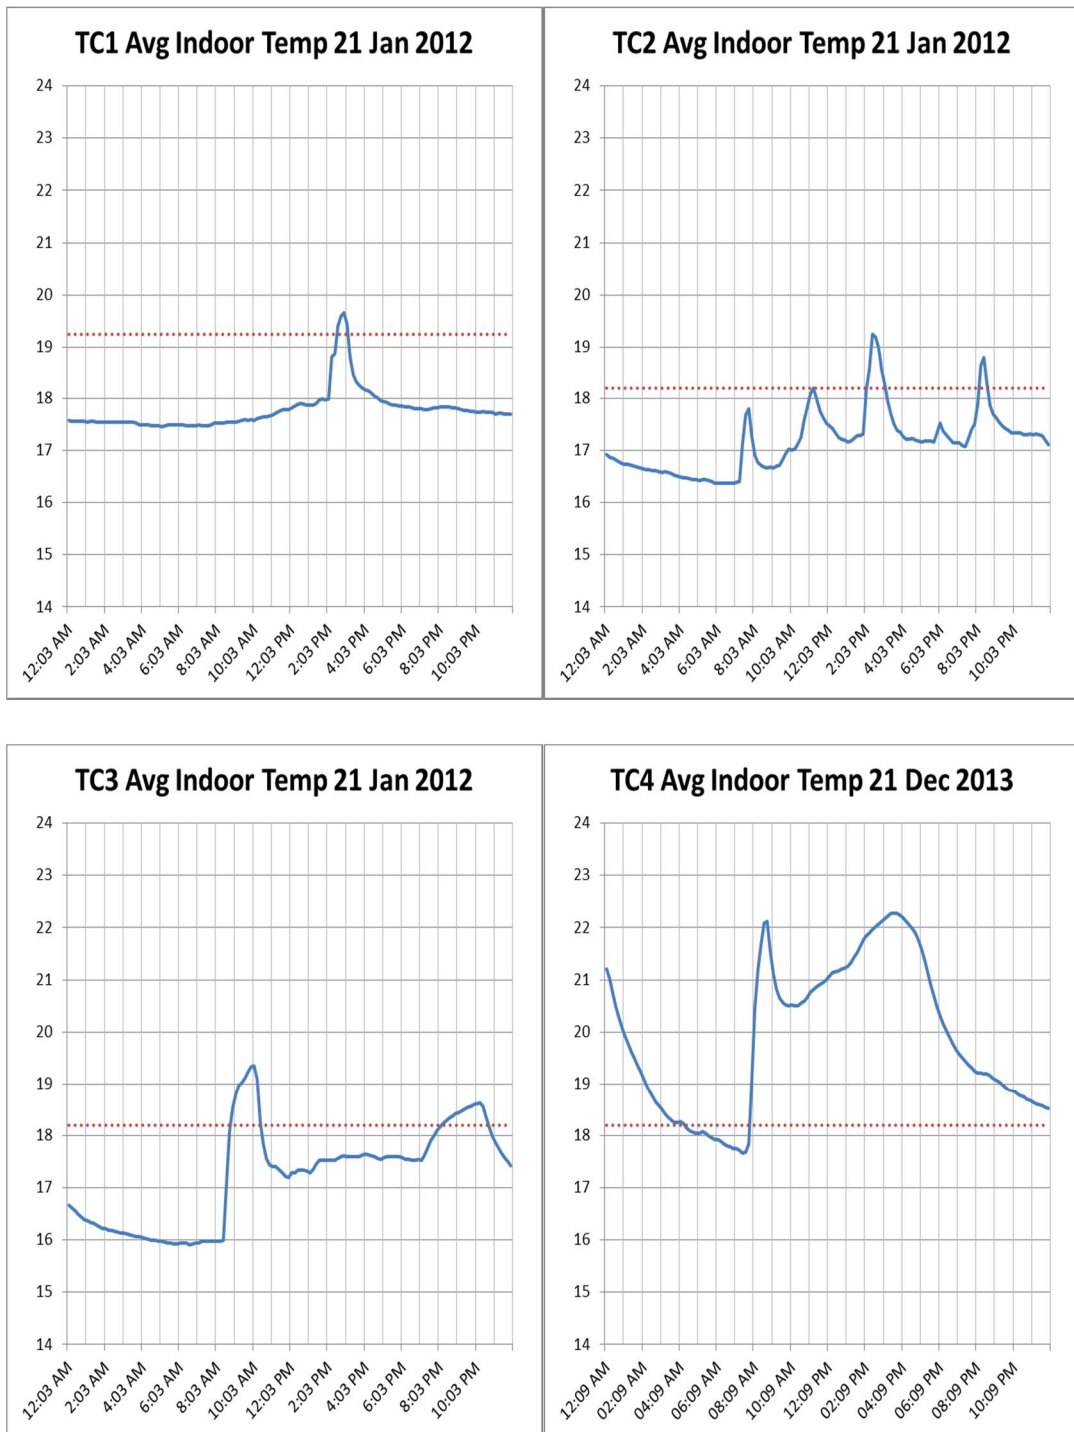 TC1 Avg Indoor Temp 21 Jan 2012
24
23
22
21
20
19
18
17
16
15
14
12:03 AM
2:03 AM
4:03 AM
6:03 AM
8:03 AM
10:03 AM
12:03 PM
2:03 PM
4:03 PM
6:03 PM
8:03 PM
10:03 PM
TC2 Avg Indoor Temp 21 Jan 2012
24
23
22
21
20
19
18
17
16
15
14
12:03 AM
2:03 AM
4:03 AM
6:03 AM
8:03 AM
10:03 AM
12:03 PM
2:03 PM
4:03 PM
6:03 PM
8:03 PM
10:03 PM
TC3 Avg Indoor Temp 21 Jan 2012
24
23
22
21
20
19
18
17
16
15
14
12:03 AM
2:03 AM
4:03 AM
6:03 AM
8:03 AM
10:03 AM
12:03 PM
2:03 PM
4:03 PM
6:03 PM
8:03 PM
10:03 PM
TC4 Avg Indoor Temp 21 Dec 2013
24
23
22
21
20
19
18
17
16
15
14
12:09 AM
02:09 AM
04:09 AM
06:09 AM
08:09 AM
10:09 AM
12:09 PM
02:09 PM
04:09 PM
06:09 PM
08:09 PM
10:09 PM